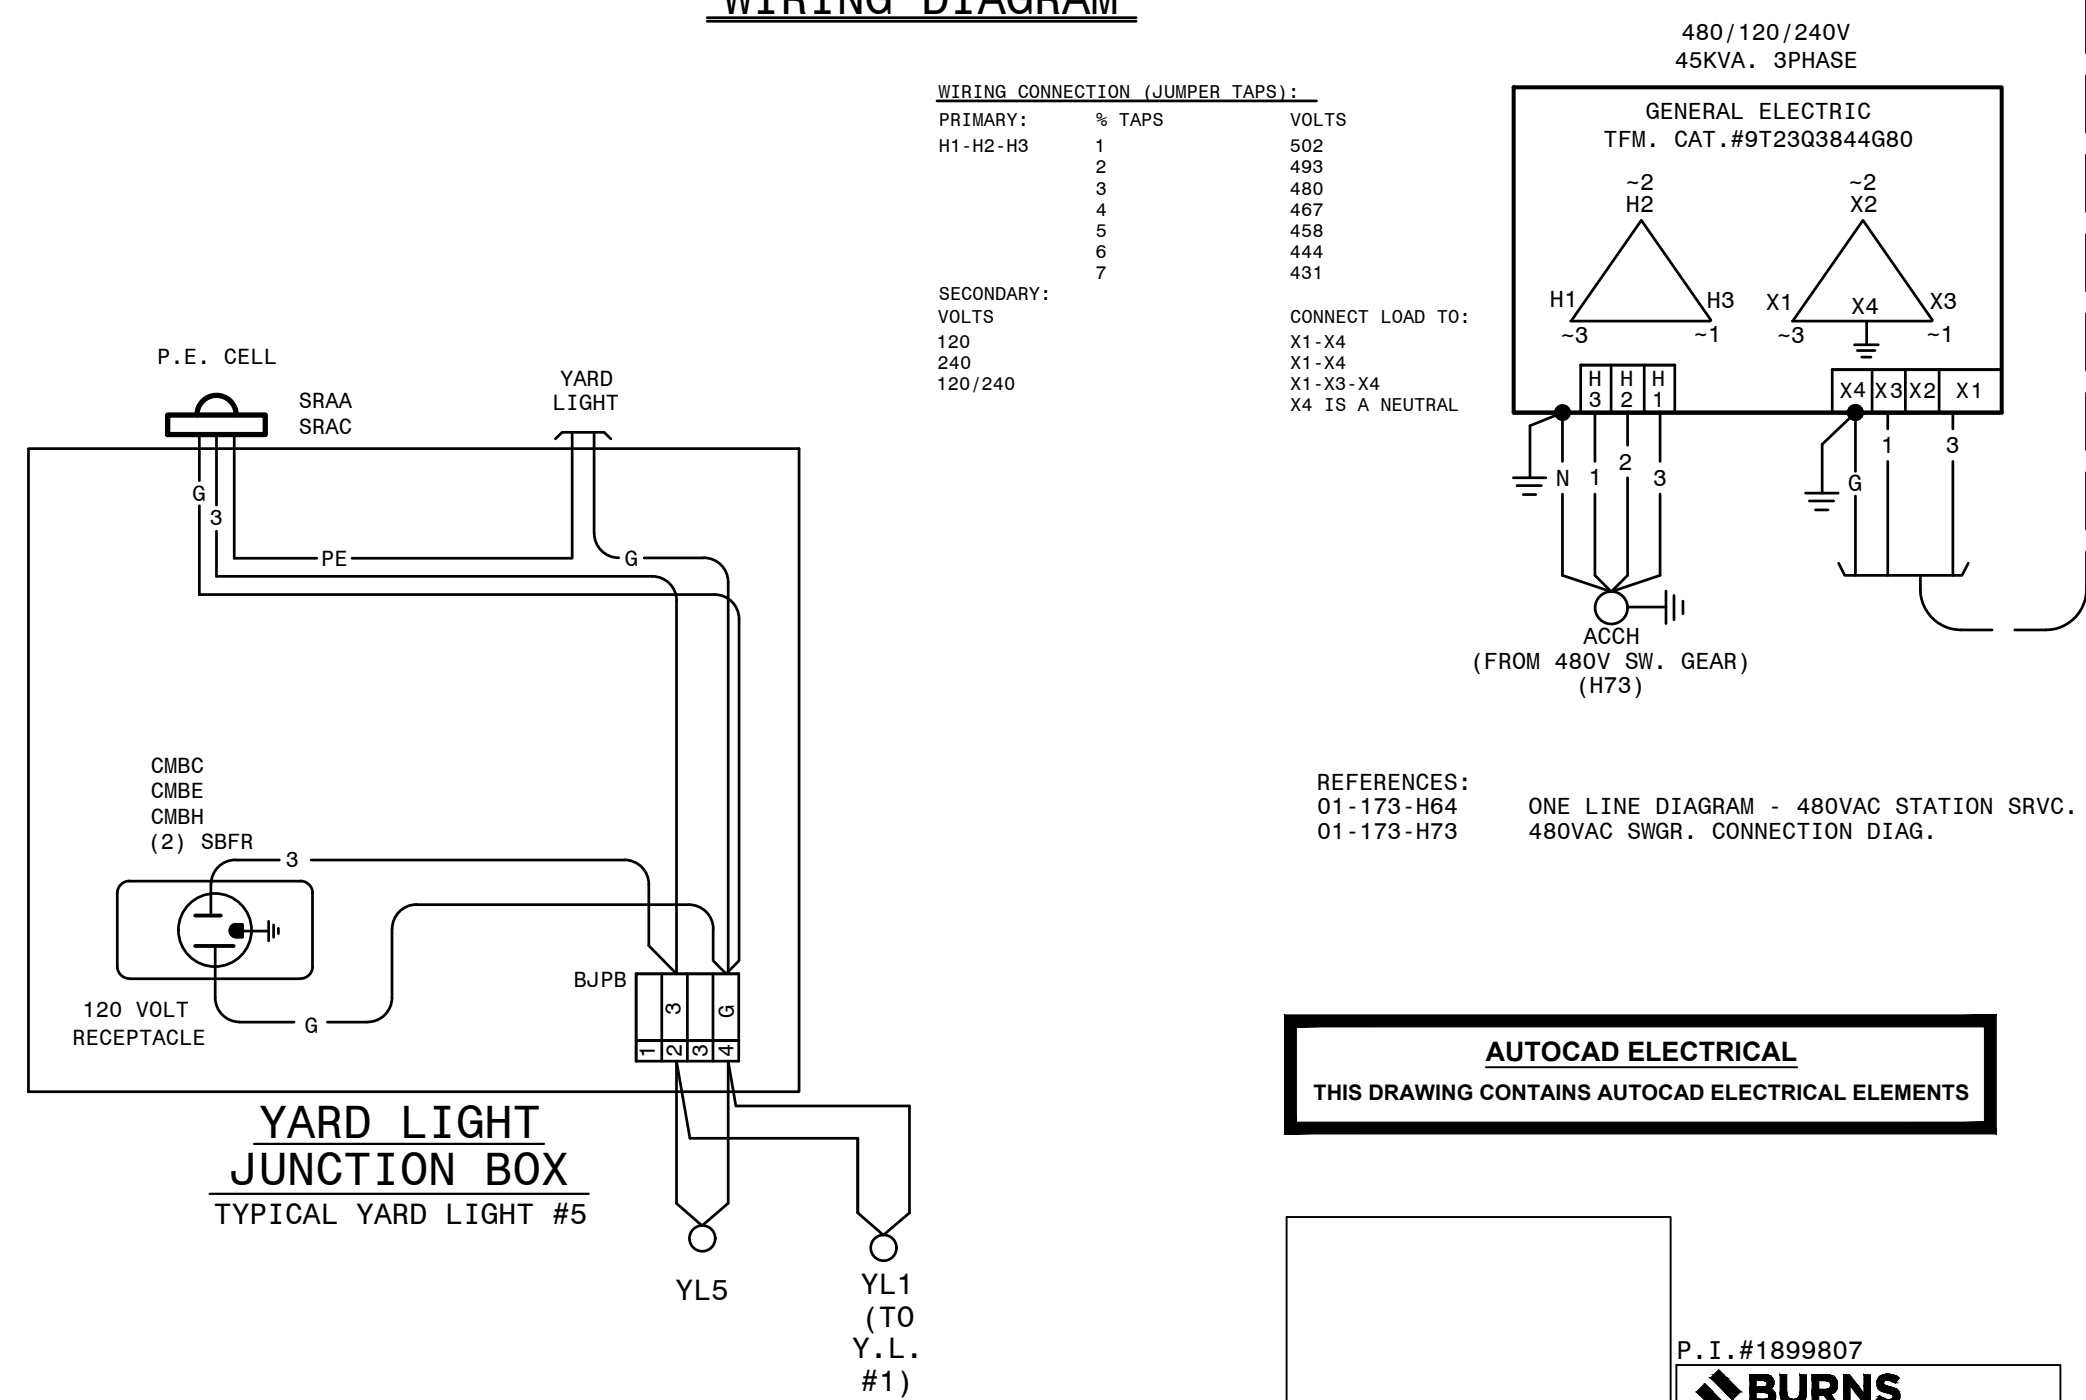 WIRING DIAGRAM
WIRING CONNECTION (JUMPER TAPS):
PRIMARY: % TAPS VOLTS
H1-H2-H3 1 502
2 493
3 480
4 467
5 458
6 444
7 431
SECONDARY:
VOLTS CONNECT LOAD TO:
120 X1-X4
240 X1-X4
120/240 X1-X3-X4
X4 IS A NEUTRAL
480/120/240V
45KVA. 3PHASE
GENERAL ELECTRIC
TFM. CAT.#9T23Q3844G80
~2 ~2
H2 X2
H1 H3 X1 X4 X3
~3 ~1 ~3 ~1
H3 H2 H1 X4 X3 X2 X1
N 1 2 3 G 1 3
ACCH
(FROM 480V SW. GEAR)
(H73)
REFERENCES:
01-173-H64 ONE LINE DIAGRAM - 480VAC STATION SRVC.
01-173-H73 480VAC SWGR. CONNECTION DIAG.
P.E. CELL
SRAA
SRAC
YARD
LIGHT
G
3
PE G
CMBC
CMBE
CMBH
(2) SBFR
3
120 VOLT
RECEPTACLE
G
BJPB
3 G
1 2 3 4
YARD LIGHT
JUNCTION BOX
TYPICAL YARD LIGHT #5
YL5
YL1
(TO
Y.L.
#1)
AUTOCAD ELECTRICAL
THIS DRAWING CONTAINS AUTOCAD ELECTRICAL ELEMENTS
P.I.#1899807
BURNS